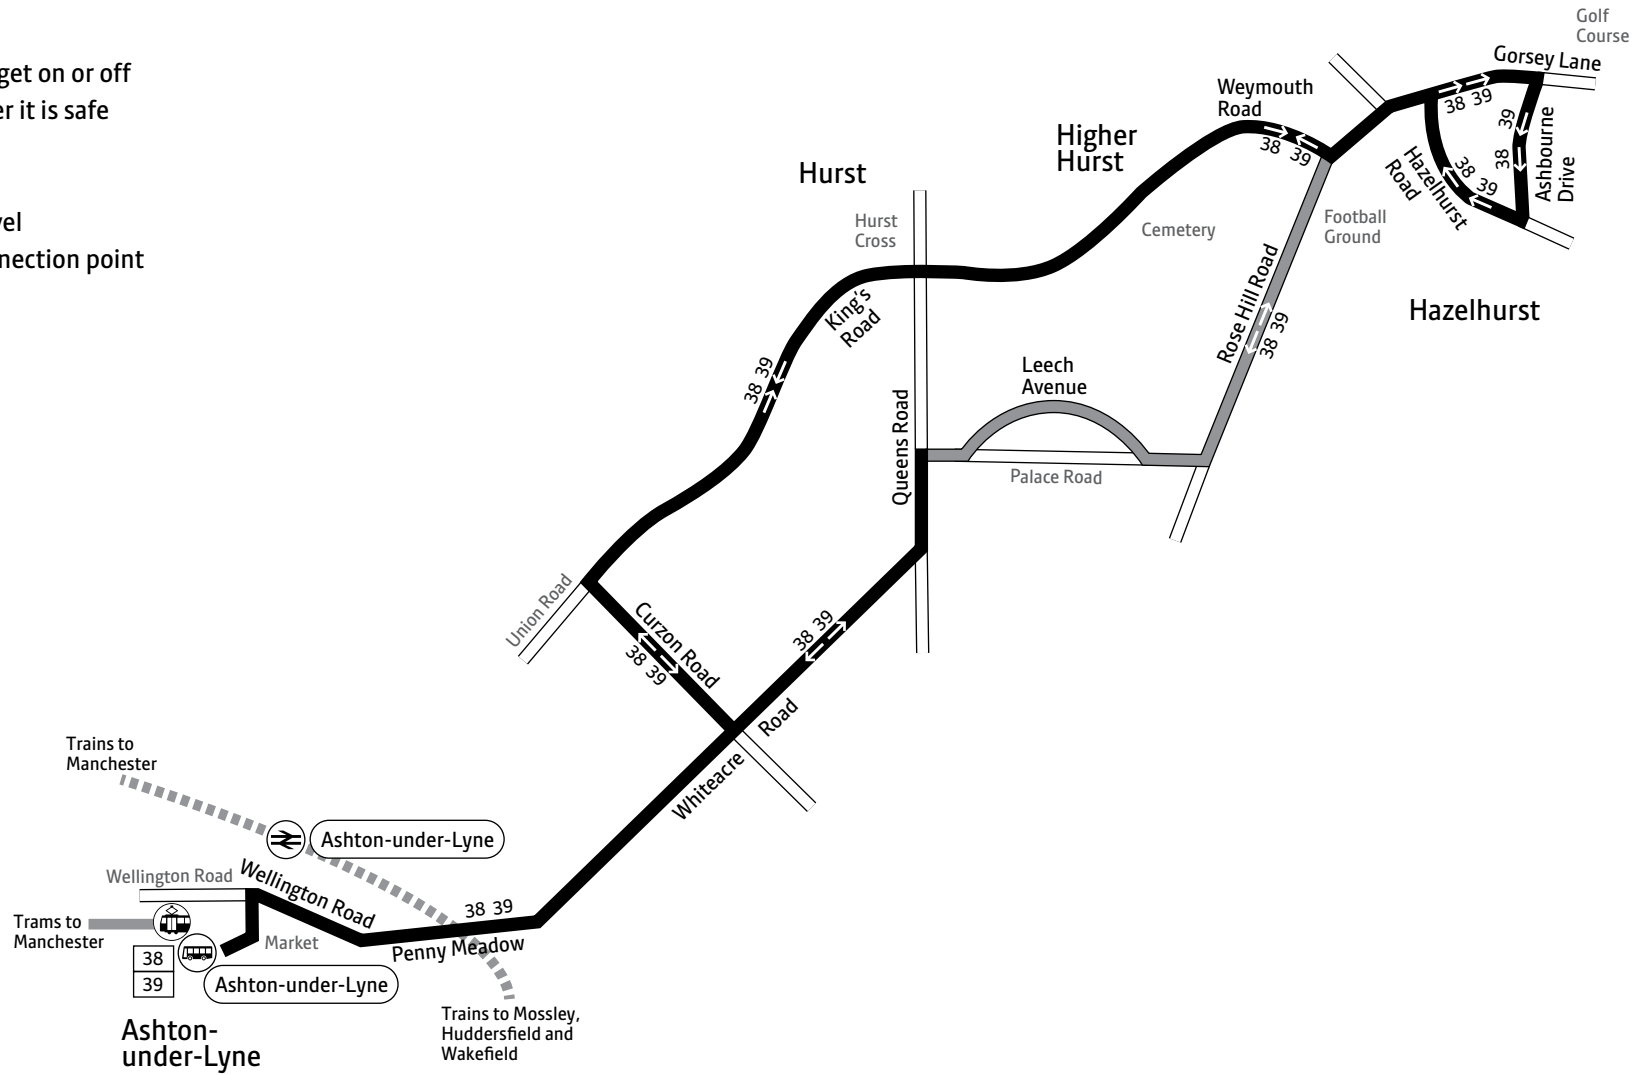 get on or off
it is safe
nection point
Golf
Course
Gorsey Lane
Weymouth
Road
38 39
38 39
39
38
Ashbourne
Drive
Hazelhurst
Road
38 39
Higher
Hurst
Hurst
Hurst
Cross
Cemetery
Football
Ground
Hazelhurst
King's
Road
38 39
Rose Hill Road
38 39
Leech
Avenue
Palace Road
Queens Road
Union Road
Curzon Road
38 39
38 39
Whiteacre Road
Trains to
Manchester
Ashton-under-Lyne
Wellington Road
Wellington Road
38 39
Penny Meadow
Trams to
Manchester
Market
38
39
Ashton-under-Lyne
Ashton-
under-Lyne
Trains to Mossley,
Huddersfield and
Wakefield